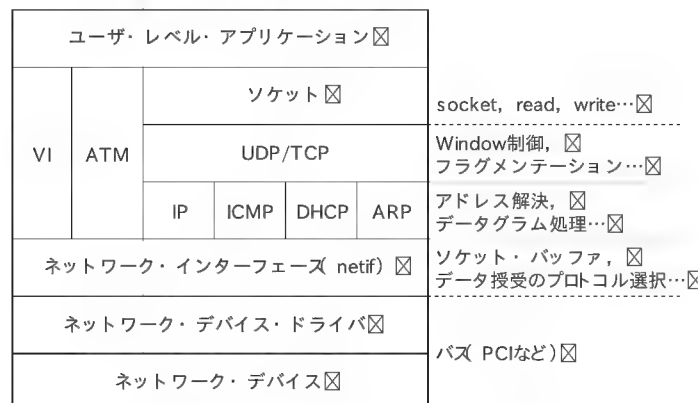 ユーザ・レベル・アプリケーション☒
ソケット☒
socket, read, write…☒
VI
ATM
UDP/TCP
Window制御, ☒
フラグメンテーション…☒
IP
ICMP
DHCP
ARP
アドレス解決, ☒
データグラム処理…☒
ネットワーク・インターフェース( netif) ☒
ソケット・バッファ, ☒
データ授受のプロトコル選択…☒
ネットワーク・デバイス・ドライバ☒
バス( PCIなど)☒
ネットワーク・デバイス☒